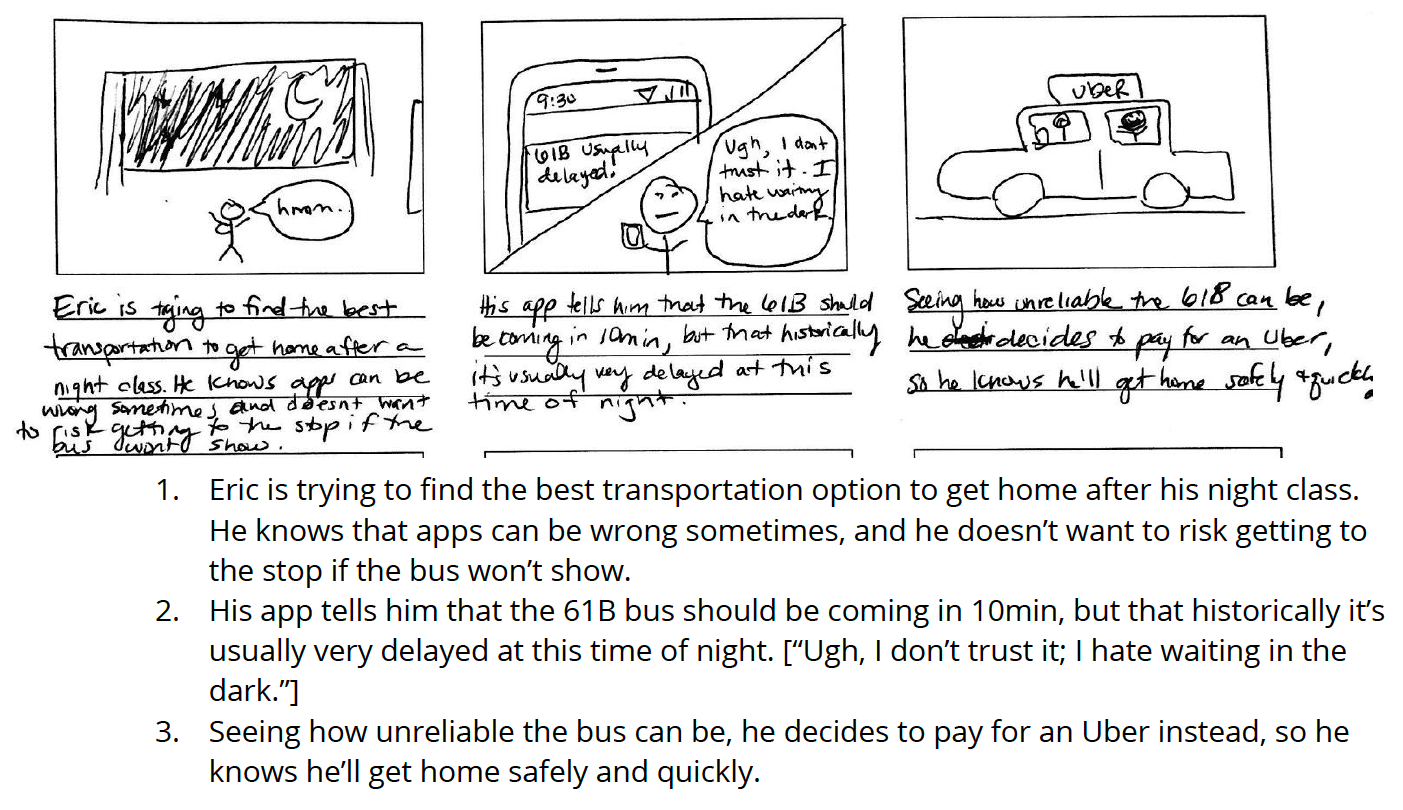 hmm.
9:30
61B usually
delayed!
Ugh, I don't
trust it. I
hate waiting
in the dark.
Uber
Eric is trying to find the best
transportation to get home after a
night class. He knows apps can be
wrong sometimes, and doesn't want
to risk getting to the stop if the
bus won't show.
His app tells him that the 61B should
be coming in 10min, but that historically
it's usually very delayed at this
time of night.
Seeing how unreliable the 61B can be,
he decides to pay for an Uber,
so he knows he'll get home safely + quickly.
1. Eric is trying to find the best transportation option to get home after his night class.
He knows that apps can be wrong sometimes, and he doesn’t want to risk getting to
the stop if the bus won’t show.
2. His app tells him that the 61B bus should be coming in 10min, but that historically it’s
usually very delayed at this time of night. [“Ugh, I don’t trust it; I hate waiting in the
dark.”]
3. Seeing how unreliable the bus can be, he decides to pay for an Uber instead, so he
knows he’ll get home safely and quickly.